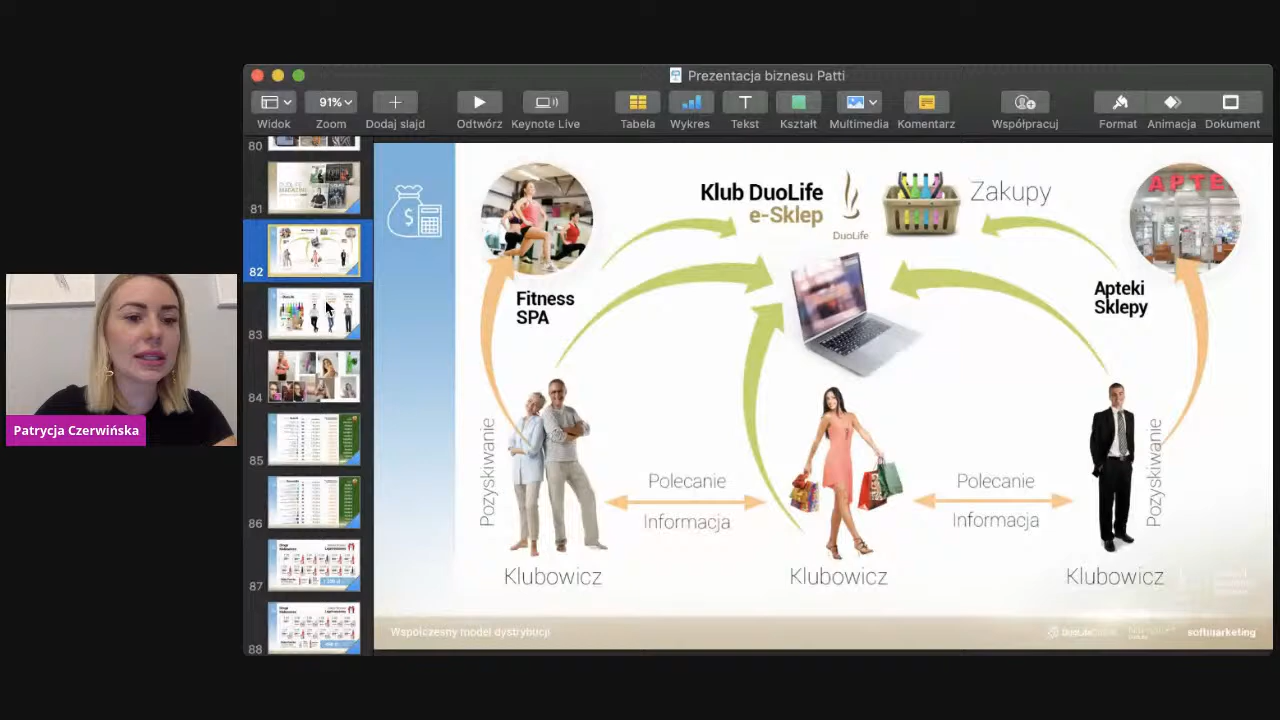 Prezentacja biznesu Patti
91%
Widok
Zoom
Dodaj slajd
Odtwórz
Keynote Live
Tabela
Wykres
Tekst
Kształt
Multimedia
Komentarz
Współpracuj
Format
Animacja
Dokument
80
81
82
83
84
85
86
87
88
Patrycja Czerwińska
Klub DuoLife
e-Sklep
DuoLife
Zakupy
APTE
Fitness
SPA
Apteki
Sklepy
Pozyskiwanie
Polecanie
Informacja
Polecanie
Informacja
Pozyskiwanie
Klubowicz
Klubowicz
Klubowicz
Współczesny model dystrybucji
softmarketing